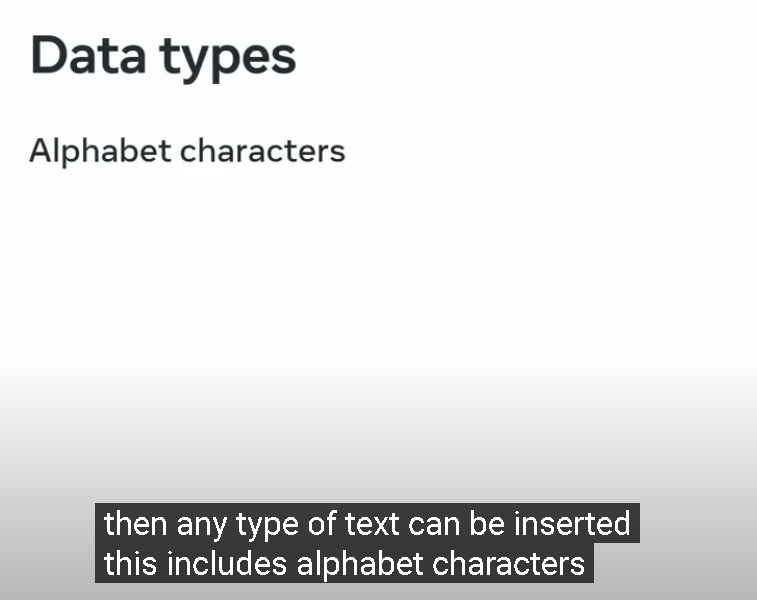 Data types
Alphabet characters
then any type of text can be inserted
this includes alphabet characters